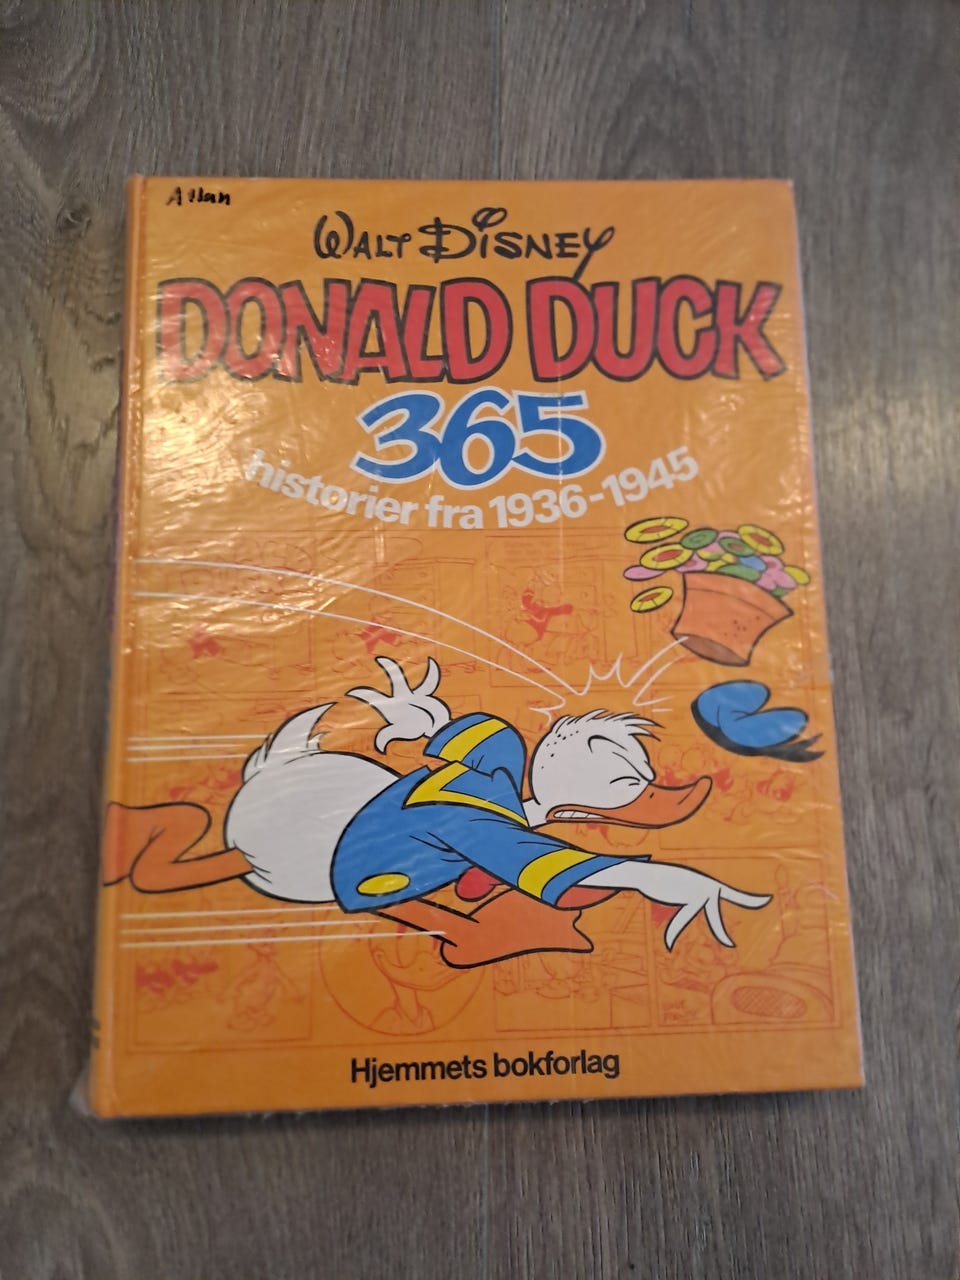 Allan
WALT DISNEY
DONALD DUCK
365
historier fra 1936-1945
Hjemmets bokforlag